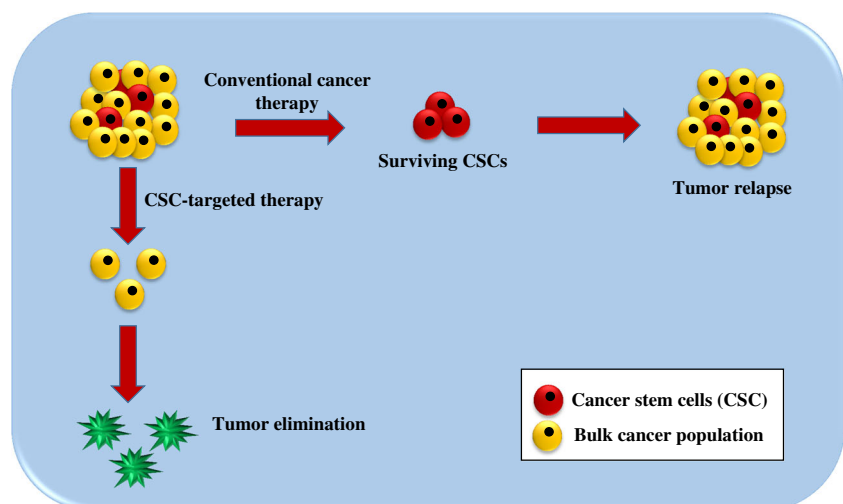 Conventional cancer
therapy
Surviving CSCs
Tumor relapse
CSC-targeted therapy
Tumor elimination
Cancer stem cells (CSC)
Bulk cancer population